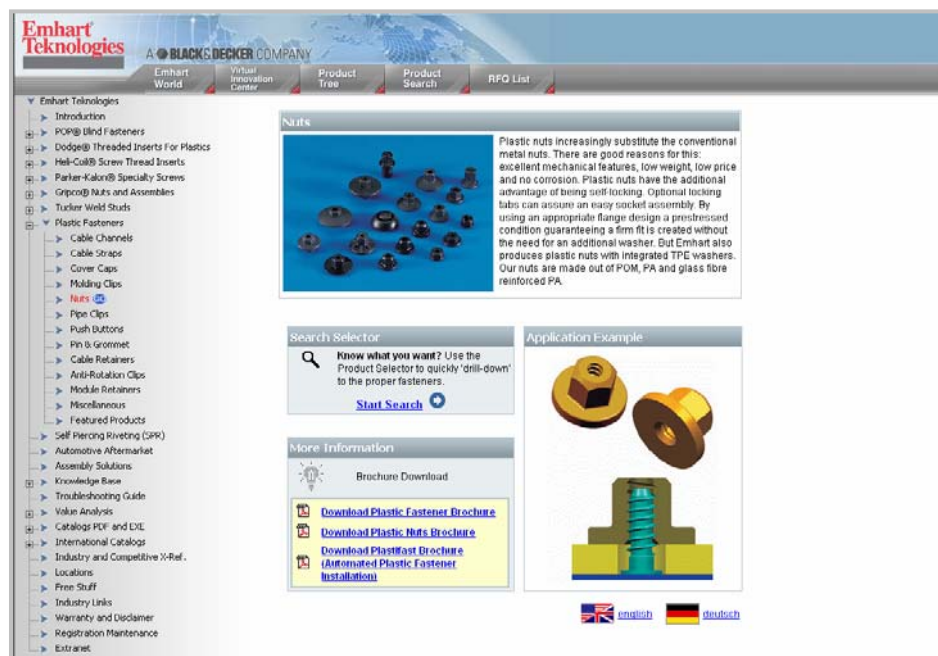 Emhart
Teknologies
A BLACK & DECKER COMPANY
Emhart
World
Virtual
Innovation
Center
Product
Tree
Product
Search
RFQ List
Emhart Teknologies
Introduction
POP® Blind Fasteners
Dodge® Threaded Inserts For Plastics
Heli-Coil® Screw Thread Inserts
Parker-Kalon® Specialty Screws
Gripco® Nuts and Assemblies
Tucker Weld Studs
Plastic Fasteners
Cable Channels
Cable Straps
Cover Caps
Molding Clips
Nuts GO
Pipe Clips
Push Buttons
Pin & Grommet
Cable Retainers
Anti-Rotation Clips
Module Retainers
Miscellaneous
Featured Products
Self Piercing Riveting (SPR)
Automotive Aftermarket
Assembly Solutions
Knowledge Base
Troubleshooting Guide
Value Analysis
Catalogs PDF and EXE
International Catalogs
Industry and Competitive X-Ref.
Locations
Free Stuff
Industry Links
Warranty and Disclaimer
Registration Maintenance
Extranet
Nuts
Plastic nuts increasingly substitute the conventional
metal nuts. There are good reasons for this:
excellent mechanical features, low weight, low price
and no corrosion. Plastic nuts have the additional
advantage of being self-locking. Optional locking
tabs can assure an easy socket assembly. By
using an appropriate flange design a prestressed
condition guaranteeing a firm fit is created without
the need for an additional washer. But Emhart also
produces plastic nuts with integrated TPE washers.
Our nuts are made out of POM, PA and glass fibre
reinforced PA.
Search Selector
Know what you want? Use the
Product Selector to quickly 'drill-down'
to the proper fasteners.
Start Search
More Information
Brochure Download
Download Plastic Fastener Brochure
Download Plastic Nuts Brochure
Download Plastifast Brochure
(Automated Plastic Fastener
Installation)
Application Example
english
deutsch